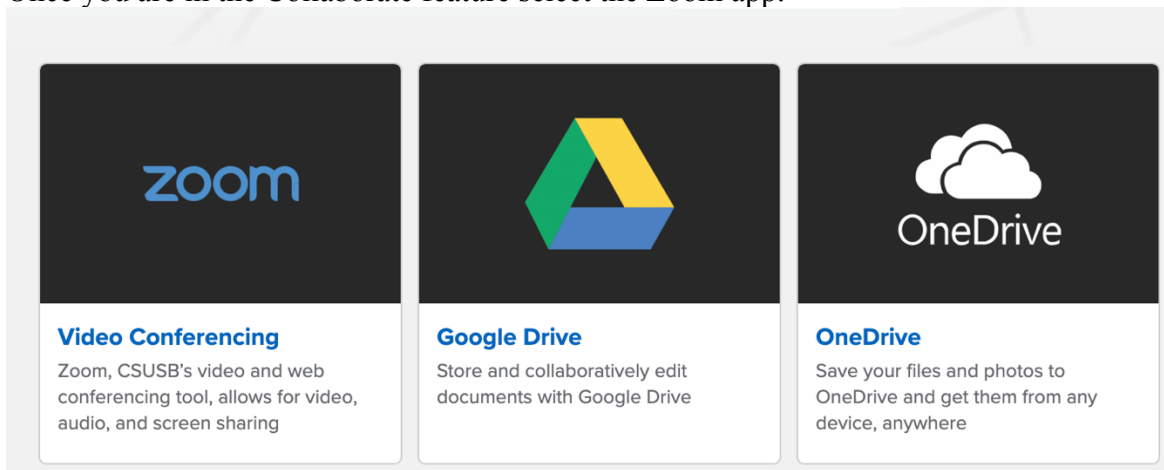 Once you are in the Collaborate feature select the Zoom app.
zoom
OneDrive
Video Conferencing
Zoom, CSUSB's video and web
conferencing tool, allows for video,
audio, and screen sharing
Google Drive
Store and collaboratively edit
documents with Google Drive
OneDrive
Save your files and photos to
OneDrive and get them from any
device, anywhere